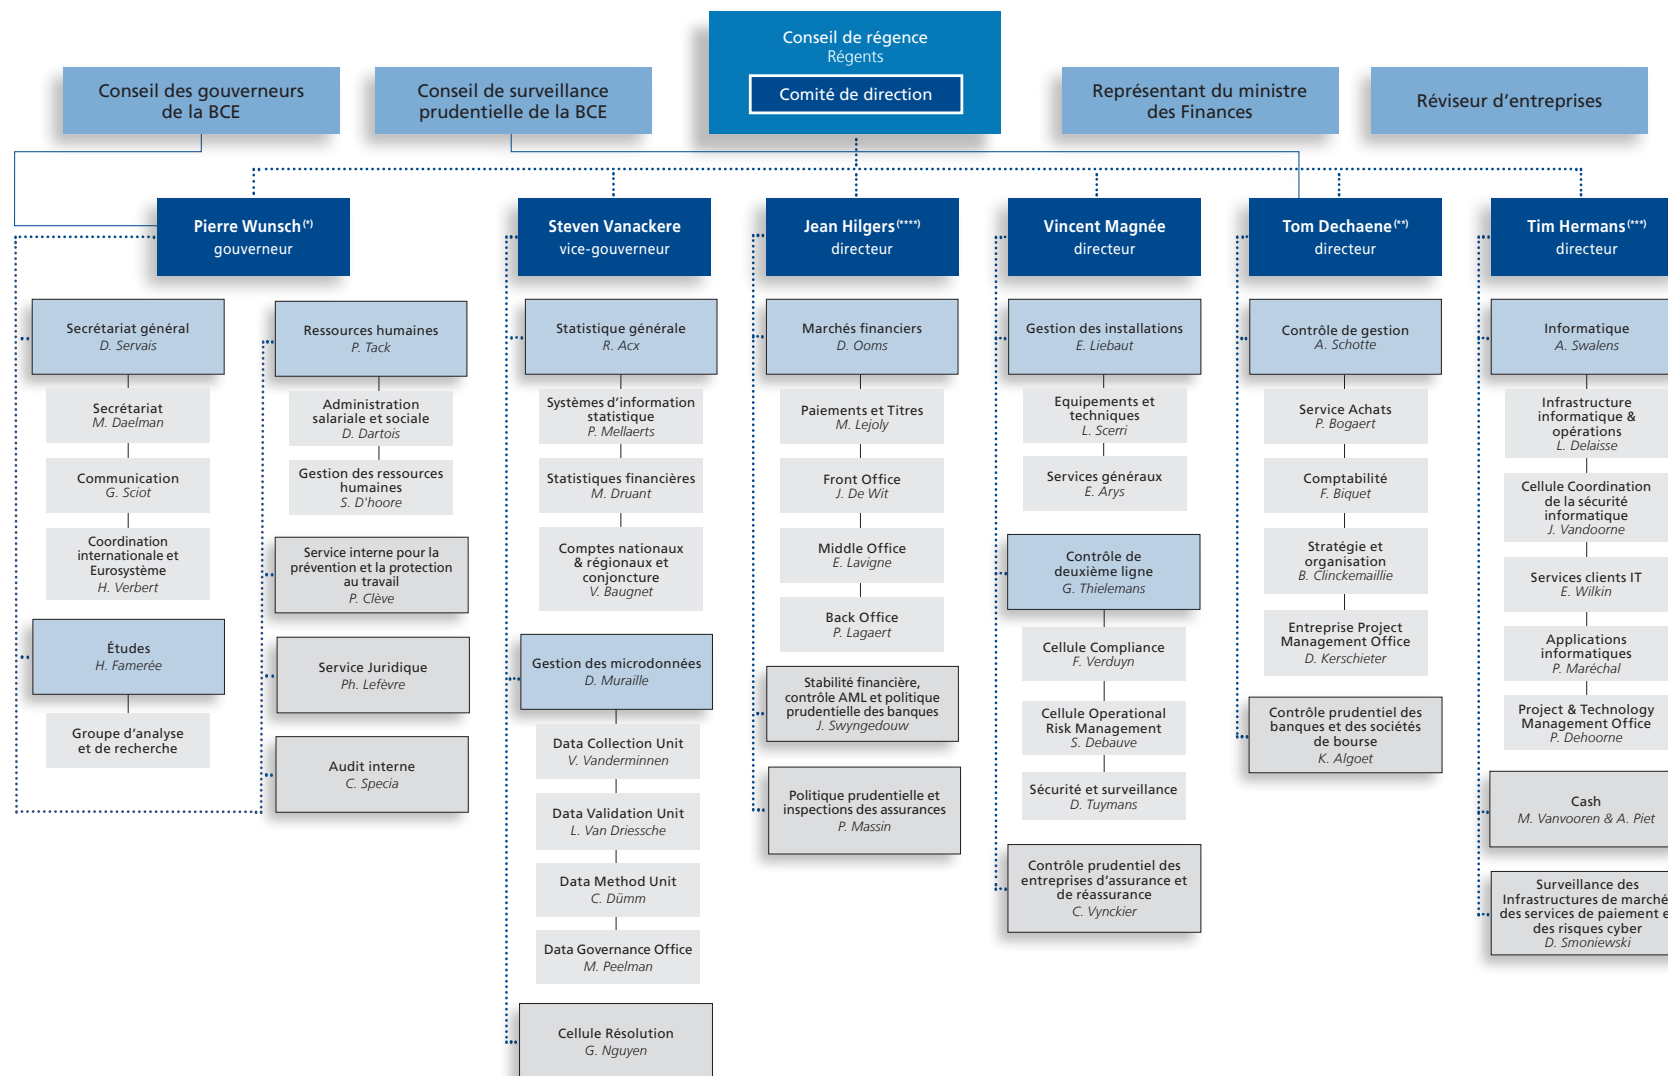 Conseil de régence
Régents
Comité de direction
Conseil des gouverneurs
de la BCE
Conseil de surveillance
prudentielle de la BCE
Représentant du ministre
des Finances
Réviseur d'entreprises
Pierre Wunsch(*)
gouverneur
Steven Vanackere
vice-gouverneur
Jean Hilgers(****)
directeur
Vincent Magnée
directeur
Tom Dechaene(**)
directeur
Tim Hermans(***)
directeur
Secrétariat général
D. Servais
Secrétariat
M. Daelman
Communication
G. Sciot
Coordination
internationale et
Eurosystème
H. Verbert
Études
H. Famerée
Groupe d'analyse
et de recherche
Ressources humaines
P. Tack
Administration
salariale et sociale
D. Dartois
Gestion des ressources
humaines
S. D'hoore
Service interne pour la
prévention et la protection
au travail
P. Clève
Service Juridique
Ph. Lefèvre
Audit interne
C. Specia
Statistique générale
R. Acx
Systèmes d'information
statistique
P. Mellaerts
Statistiques financières
M. Druant
Comptes nationaux
& régionaux et
conjoncture
V. Baugnet
Gestion des microdonnées
D. Muraille
Data Collection Unit
V. Vanderminnen
Data Validation Unit
L. Van Driessche
Data Method Unit
C. Dümm
Data Governance Office
M. Peelman
Cellule Résolution
G. Nguyen
Marchés financiers
D. Ooms
Paiements et Titres
M. Lejoly
Front Office
J. De Wit
Middle Office
E. Lavigne
Back Office
P. Lagaert
Stabilité financière,
contrôle AML et politique
prudentielle des banques
J. Swyngedouw
Politique prudentielle et
inspections des assurances
P. Massin
Gestion des installations
E. Liebaut
Equipements et
techniques
L. Scerri
Services généraux
E. Arys
Contrôle de
deuxième ligne
G. Thielemans
Cellule Compliance
F. Verduyn
Cellule Operational
Risk Management
S. Debauve
Sécurité et surveillance
D. Tuymans
Contrôle prudentiel des
entreprises d'assurance et
de réassurance
C. Vynckier
Contrôle de gestion
A. Schotte
Service Achats
P. Bogaert
Comptabilité
F. Biquet
Stratégie et
organisation
B. Clinckemaillie
Entreprise Project
Management Office
D. Kerschieter
Contrôle prudentiel des
banques et des sociétés
de bourse
K. Algoet
Informatique
A. Swalens
Infrastructure
informatique &
opérations
L. Delaisse
Cellule Coordination
de la sécurité
informatique
J. Vandoorne
Services clients IT
E. Wilkin
Applications
informatiques
P. Maréchal
Project & Technology
Management Office
P. Dehoorne
Cash
M. Vanvooren & A. Piet
Surveillance des
Infrastructures de marché
des services de paiement e
des risques cyber
D. Smoniewski